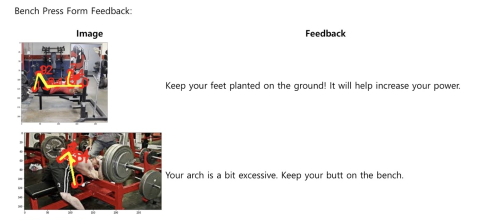 Bench Press Form Feedback:
Image Feedback
Keep your feet planted on the ground! It will help increase your power.
Your arch is a bit excessive. Keep your butt on the bench.